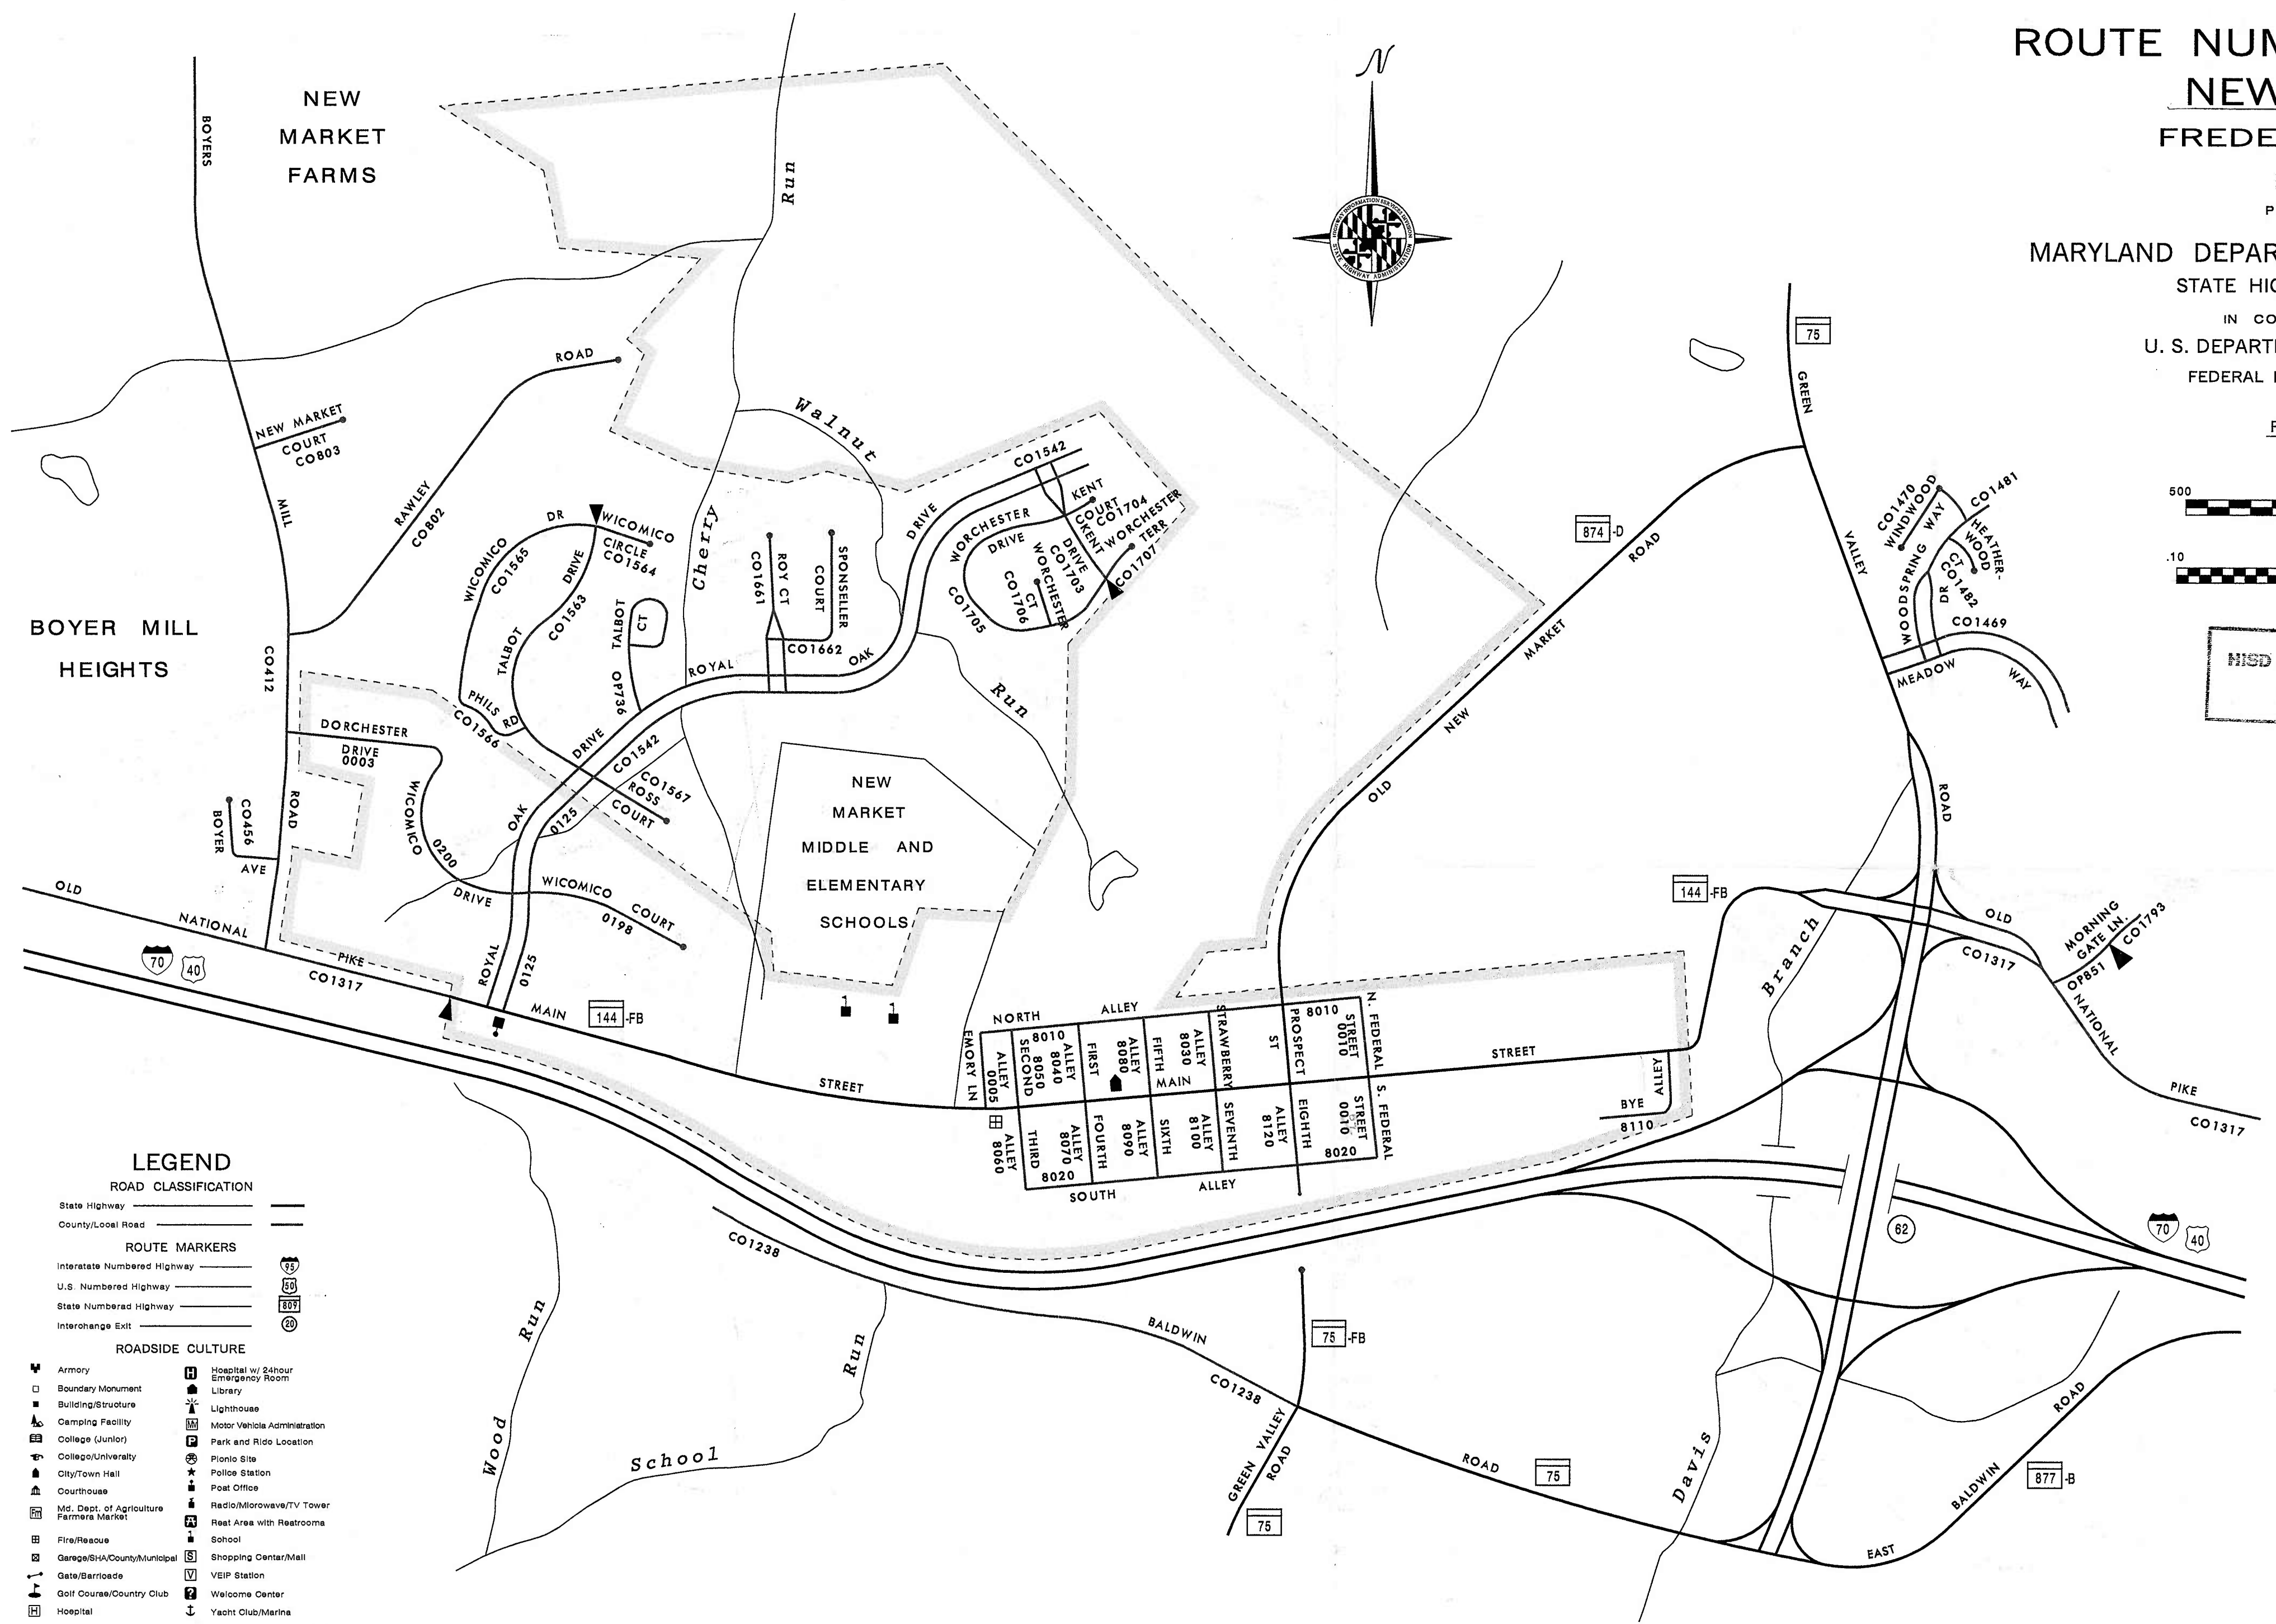 ROUTE NUM
NEW
FREDE
P
MARYLAND DEPAR
STATE HIG
IN CO
U. S. DEPART
FEDERAL
500
.10
HISD
N
HIGHWAY INFORMATION SERVICES DIVISION
STATE HIGHWAY ADMINISTRATION
NEW
MARKET
FARMS
BOYERS
MILL
CO412
ROAD
Run
ROAD
RAWLEY
CO802
NEW MARKET
COURT
CO803
BOYER MILL
HEIGHTS
Walnut
Run
Cherry
WICOMICO
DR
CO1565
WICOMICO
CIRCLE
CO1564
DRIVE
CO1563
TALBOT
TALBOT
CT
OP736
PHILS
RD
CO1566
ROY CT
CO1661
SPONSELLER
COURT
CO1662
ROYAL
OAK
DRIVE
CO1542
KENT
COURT
CO1704
WORCHESTER
TERR
CO1707
WORCHESTER
DRIVE
CO1705
KENT
DRIVE
CO1703
WORCHESTER
CT
CO1706
DORCHESTER
DRIVE
0003
WICOMICO
0200
DRIVE
WICOMICO
COURT
0198
DRIVE
CO1542
OAK
0125
ROYAL
0125
CO1567
ROSS
COURT
CO456
BOYER
AVE
OLD
NATIONAL
PIKE
CO1317
70
40
MAIN
144-FB
STREET
NEW
MARKET
MIDDLE AND
ELEMENTARY
SCHOOLS
75
GREEN
VALLEY
ROAD
874-D
ROAD
MARKET
NEW
OLD
CO1470
WINDWOOD
CO1481
HEATHER-
WOOD
CT
CO1482
WOODSPRING WAY
DR
CO1469
MEADOW
WAY
144-FB
Branch
OLD
CO1317
MORNING
GATE LN.
CO1793
OP851
NATIONAL
PIKE
CO1317
NORTH
ALLEY
8010
8010
EMORY LN
ALLEY
0005
SECOND
8050
ALLEY
8040
FIRST
ALLEY
8080
FIFTH
ALLEY
8030
STRAWBERRY
ST
PROSPECT
STREET
0010
N. FEDERAL
MAIN
STREET
ALLEY
8060
THIRD
ALLEY
8070
FOURTH
ALLEY
8090
SIXTH
ALLEY
8100
SEVENTH
ALLEY
8120
EIGHTH
STREET
0010
S. FEDERAL
8020
8020
SOUTH
ALLEY
ALLEY
BYE
8110
62
70
40
CO1238
BALDWIN
CO1238
75-FB
GREEN VALLEY
ROAD
75
ROAD
75
Davis
EAST
BALDWIN
ROAD
877-B
Wood
Run
School
Run
LEGEND
ROAD CLASSIFICATION
State Highway
County/Local Road
ROUTE MARKERS
Interstate Numbered Highway 95
U.S. Numbered Highway 50
State Numbered Highway 809
Interchange Exit 20
ROADSIDE CULTURE
Armory
Boundary Monument
Building/Structure
Camping Facility
College (Junior)
College/University
City/Town Hall
Courthouse
Md. Dept. of Agriculture
Farmers Market
Fire/Rescue
Garage/SHA/County/Municipal
Gate/Barricade
Golf Course/Country Club
H Hospital
H Hospital w/ 24hour
Emergency Room
Library
Lighthouse
Motor Vehicle Administration
P Park and Ride Location
Picnic Site
Police Station
Post Office
Radio/Microwave/TV Tower
Rest Area with Restrooms
School
S Shopping Center/Mall
V VEIP Station
? Welcome Center
Yacht Club/Marina